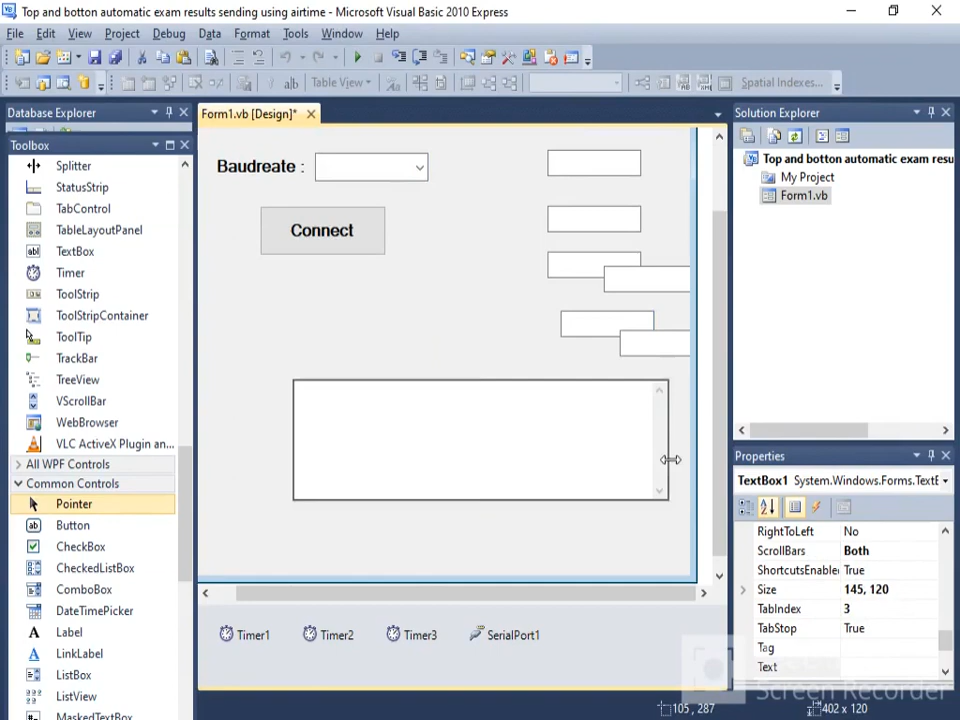 Top and botton automatic exam results sending using airtime - Microsoft Visual Basic 2010 Express
File Edit View Project Debug Data Format Tools Window Help
Table View Spatial Indexes...
Database Explorer
Toolbox
Splitter
StatusStrip
TabControl
TableLayoutPanel
TextBox
Timer
ToolStrip
ToolStripContainer
ToolTip
TrackBar
TreeView
VScrollBar
WebBrowser
VLC ActiveX Plugin an...
All WPF Controls
Common Controls
Pointer
Button
CheckBox
CheckedListBox
ComboBox
DateTimePicker
Label
LinkLabel
ListBox
ListView
MaskedTextBox
Form1.vb [Design]*
Baudreate :
Connect
Timer1 Timer2 Timer3 SerialPort1
Solution Explorer
Top and botton automatic exam resu
My Project
Form1.vb
Properties
TextBox1 System.Windows.Forms.TextE
RightToLeft No
ScrollBars Both
ShortcutsEnable True
Size 145, 120
TabIndex 3
TabStop True
Tag
Text
Screen Recorder
105 , 287 402 x 120